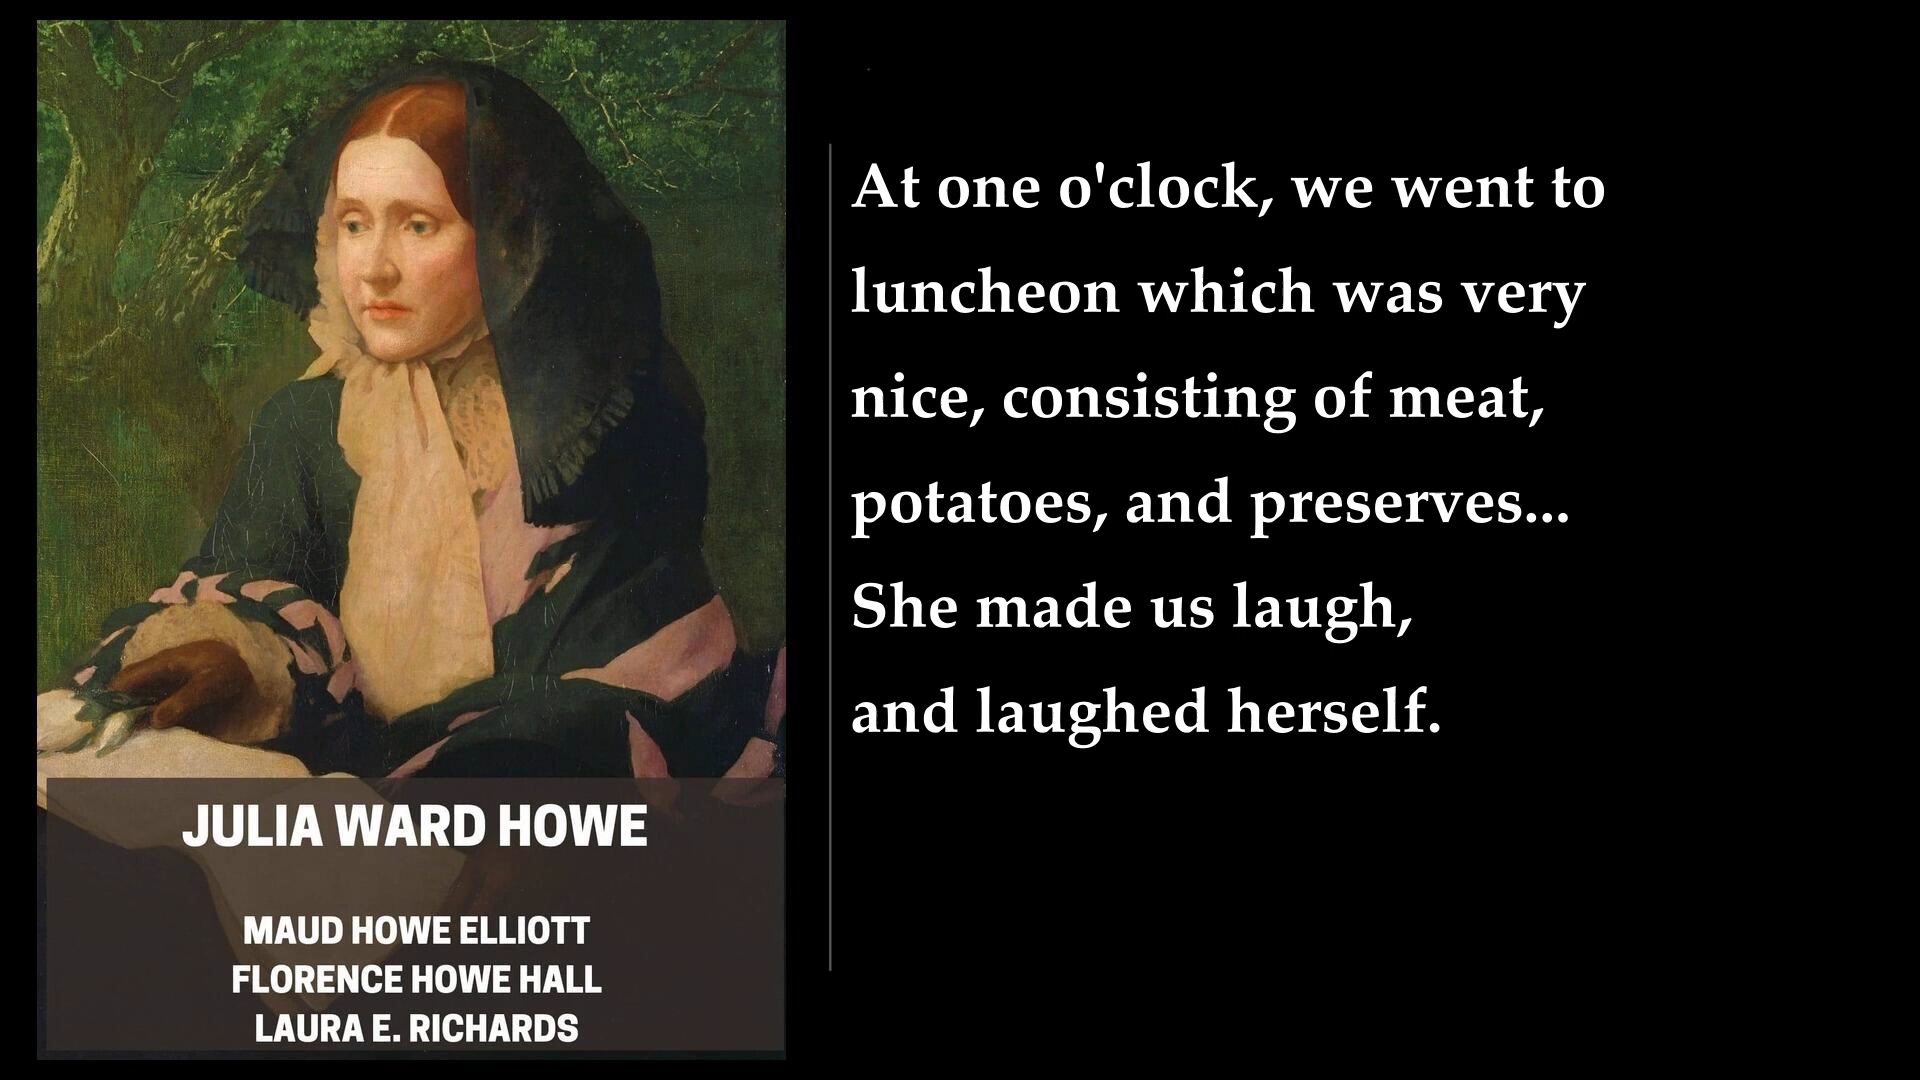 JULIA WARD HOWE
MAUD HOWE ELLIOTT
FLORENCE HOWE HALL
LAURA E. RICHARDS
At one o'clock, we went to
luncheon which was very
nice, consisting of meat,
potatoes, and preserves...
She made us laugh,
and laughed herself.